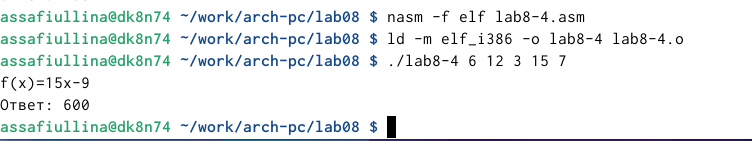 assafiullina@dk8n74 ~/work/arch-pc/lab08 $ nasm -f elf lab8-4.asm
assafiullina@dk8n74 ~/work/arch-pc/lab08 $ ld -m elf_i386 -o lab8-4 lab8-4.o
assafiullina@dk8n74 ~/work/arch-pc/lab08 $ ./lab8-4 6 12 3 15 7
f(x)=15x-9
Ответ: 600
assafiullina@dk8n74 ~/work/arch-pc/lab08 $